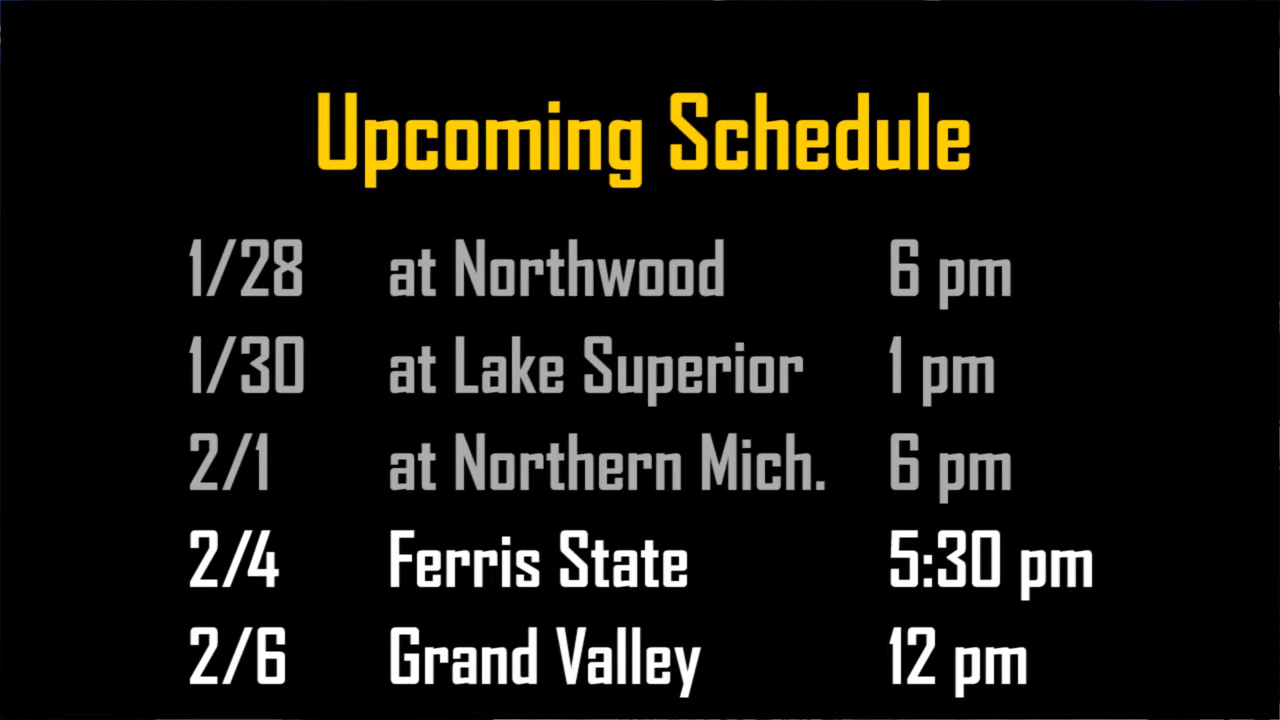 Upcoming Schedule
1/28 at Northwood 6 pm
1/30 at Lake Superior 1 pm
2/1 at Northern Mich. 6 pm
2/4 Ferris State 5:30 pm
2/6 Grand Valley 12 pm